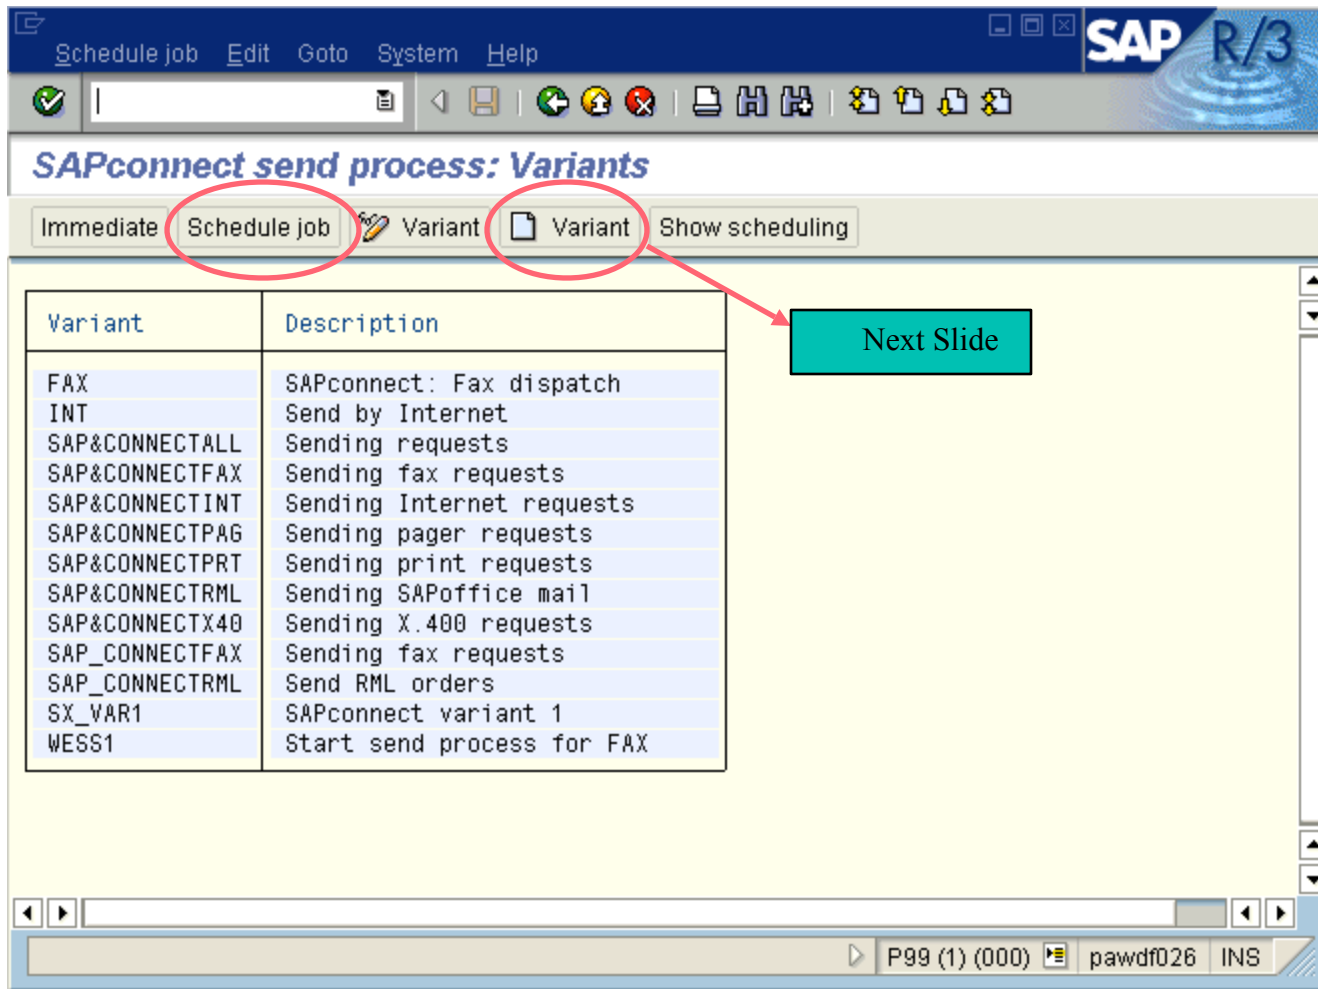 Schedule job Edit Goto System Help
SAP R/3
SAPconnect send process: Variants
Immediate Schedule job Variant Variant Show scheduling
Variant Description
Next Slide
FAX SAPconnect: Fax dispatch
INT Send by Internet
SAP&CONNECTALL Sending requests
SAP&CONNECTFAX Sending fax requests
SAP&CONNECTINT Sending Internet requests
SAP&CONNECTPAG Sending pager requests
SAP&CONNECTPRT Sending print requests
SAP&CONNECTRML Sending SAPoffice mail
SAP&CONNECTX40 Sending X.400 requests
SAP_CONNECTFAX Sending fax requests
SAP_CONNECTRML Send RML orders
SX_VAR1 SAPconnect variant 1
WESS1 Start send process for FAX
P99 (1) (000) pawdf026 INS